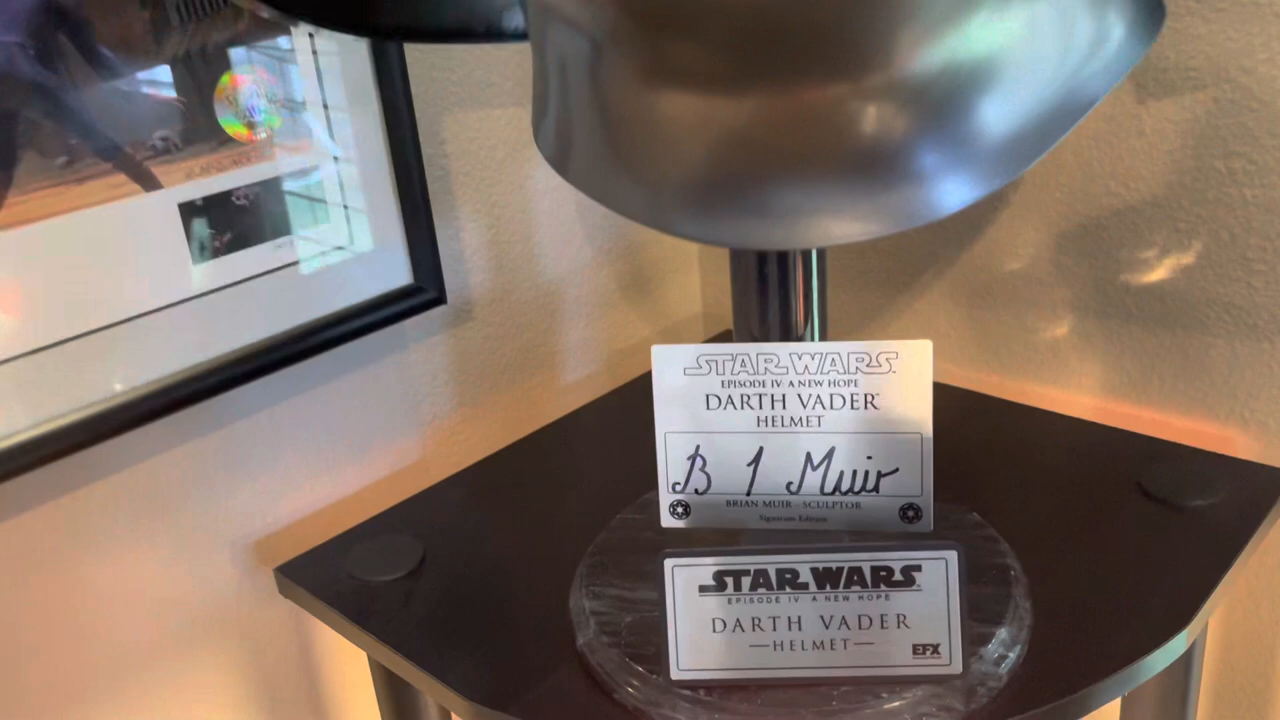 STAR WARS
EPISODE IV A NEW HOPE
DARTH VADER
HELMET
B J Muir
BRIAN MUIR - SCULPTOR
Signature Edition
STAR WARS
EPISODE IV A NEW HOPE
DARTH VADER
—HELMET—
EFX